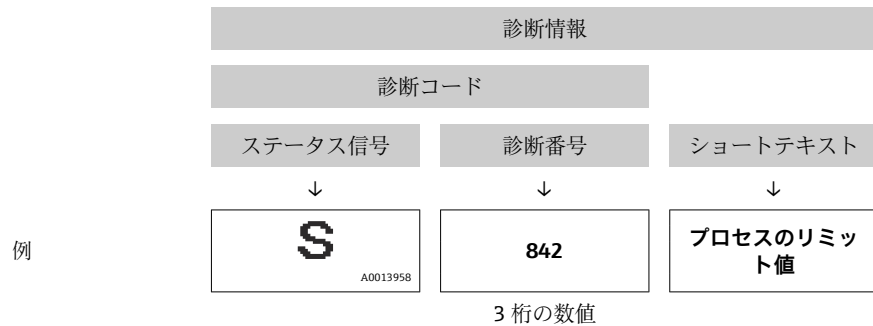 診断情報
診断コード
ステータス信号
診断番号
ショートテキスト
↓
↓
↓
例
S
A0013958
842
プロセスのリミッ
ト値
3 桁の数値